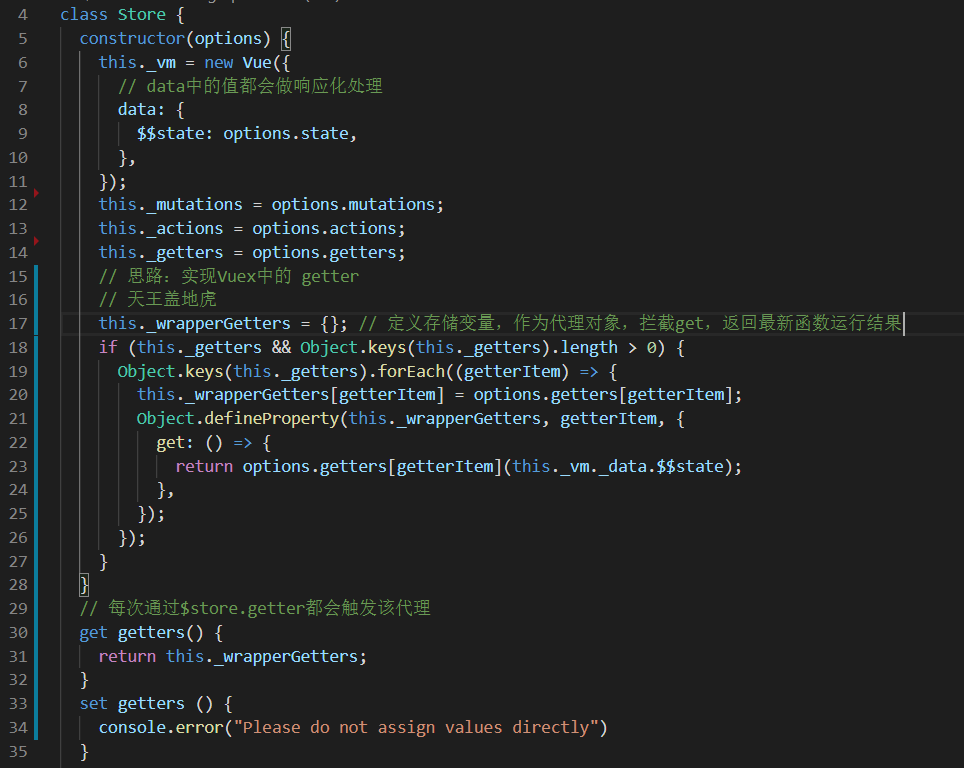 4 class Store {
5 constructor(options) {
6 this._vm = new Vue({
7 // data中的值都会做响应化处理
8 data: {
9 $$state: options.state,
10 },
11 });
12 this._mutations = options.mutations;
13 this._actions = options.actions;
14 this._getters = options.getters;
15 // 思路：实现Vuex中的 getter
16 // 天王盖地虎
17 this._wrapperGetters = {}; // 定义存储变量，作为代理对象，拦截get，返回最新函数运行结果
18 if (this._getters && Object.keys(this._getters).length > 0) {
19 Object.keys(this._getters).forEach((getterItem) => {
20 this._wrapperGetters[getterItem] = options.getters[getterItem];
21 Object.defineProperty(this._wrapperGetters, getterItem, {
22 get: () => {
23 return options.getters[getterItem](this._vm._data.$$state);
24 },
25 });
26 });
27 }
28 }
29 // 每次通过$store.getter都会触发该代理
30 get getters() {
31 return this._wrapperGetters;
32 }
33 set getters () {
34 console.error("Please do not assign values directly")
35 }